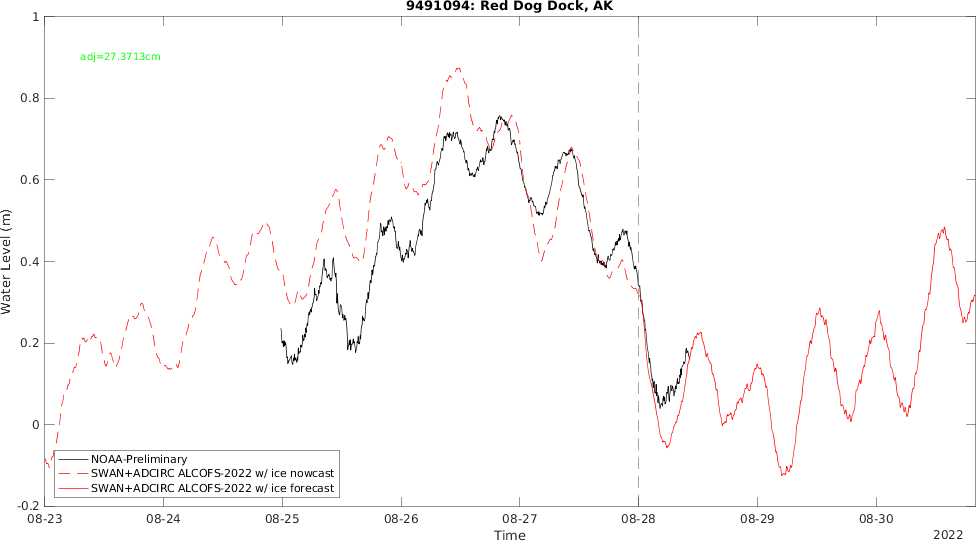 9491094: Red Dog Dock, AK
adj=27.3713cm
Water Level (m)
1
0.8
0.6
0.4
0.2
0
-0.2
NOAA-Preliminary
SWAN+ADCIRC ALCOFS-2022 w/ ice nowcast
SWAN+ADCIRC ALCOFS-2022 w/ ice forecast
08-23 08-24 08-25 08-26 08-27 08-28 08-29 08-30
Time
2022